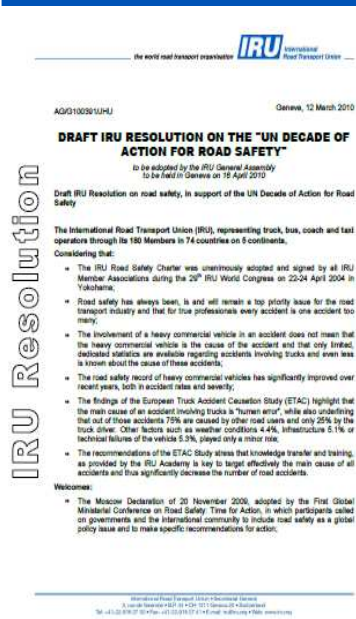 the world road transport organisation
IRU
International
Road Transport Union
AG/G100391/JHU
Geneva, 12 March 2010
DRAFT IRU RESOLUTION ON THE "UN DECADE OF
ACTION FOR ROAD SAFETY"
to be adopted by the IRU General Assembly
to be held in Geneva on 16 April 2010
IRU Resolution
Draft IRU Resolution on road safety, in support of the UN Decade of Action for Road
Safety
The International Road Transport Union (IRU), representing truck, bus, coach and taxi
operators through its 180 Members in 74 countries on 5 continents,
Considering that:
The IRU Road Safety Charter was unanimously adopted and signed by all IRU
Member Associations during the 29th IRU World Congress on 22-24 April 2004 in
Yokohama;
Road safety has always been, is and will remain a top priority issue for the road
transport industry and that for true professionals every accident is one accident too
many;
The involvement of a heavy commercial vehicle in an accident does not mean that
the heavy commercial vehicle is the cause of the accident and that only limited,
dedicated statistics are available regarding accidents involving trucks and even less
is known about the cause of these accidents;
The road safety record of heavy commercial vehicles has significantly improved over
recent years, both in accident rates and severity;
The findings of the European Truck Accident Causation Study (ETAC) highlight that
the main cause of an accident involving trucks is "human error", while also underlining
that out of those accidents 75% are caused by other road users and only 25% by the
truck driver. Other factors such as weather conditions 4.4%, infrastructure 5.1% or
technical failures of the vehicle 5.3%, played only a minor role;
The recommendations of the ETAC Study stress that knowledge transfer and training,
as provided by the IRU Academy is key to target effectively the main cause of all
accidents and thus significantly decrease the number of road accidents.
Welcomes:
The Moscow Declaration of 20 November 2009, adopted by the First Global
Ministerial Conference on Road Safety: Time for Action, in which participants called
on governments and the international community to include road safety as a global
policy issue and to make specific recommendations for action;
International Road Transport Union • Secretariat General